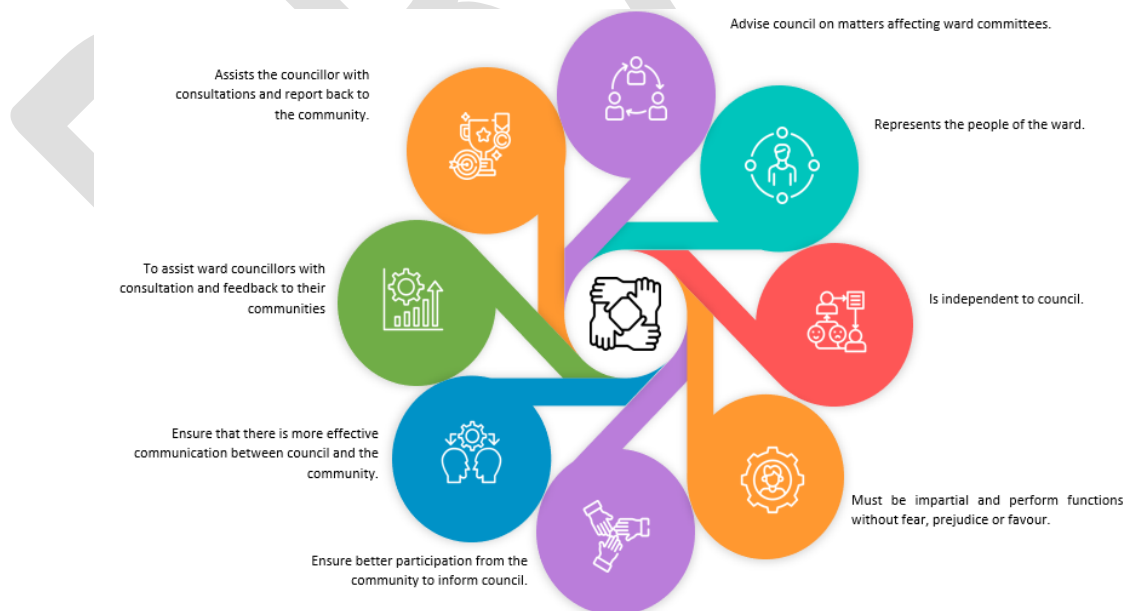 Advise council on matters affecting ward committees.
Assists the councillor with
consultations and report back to
the community.
Represents the people of the ward.
To assist ward councillors with
consultation and feedback to their
communities
Is independent to council.
Ensure that there is more effective
communication between council and the
community.
Must be impartial and perform functions
without fear, prejudice or favour.
Ensure better participation from the
community to inform council.